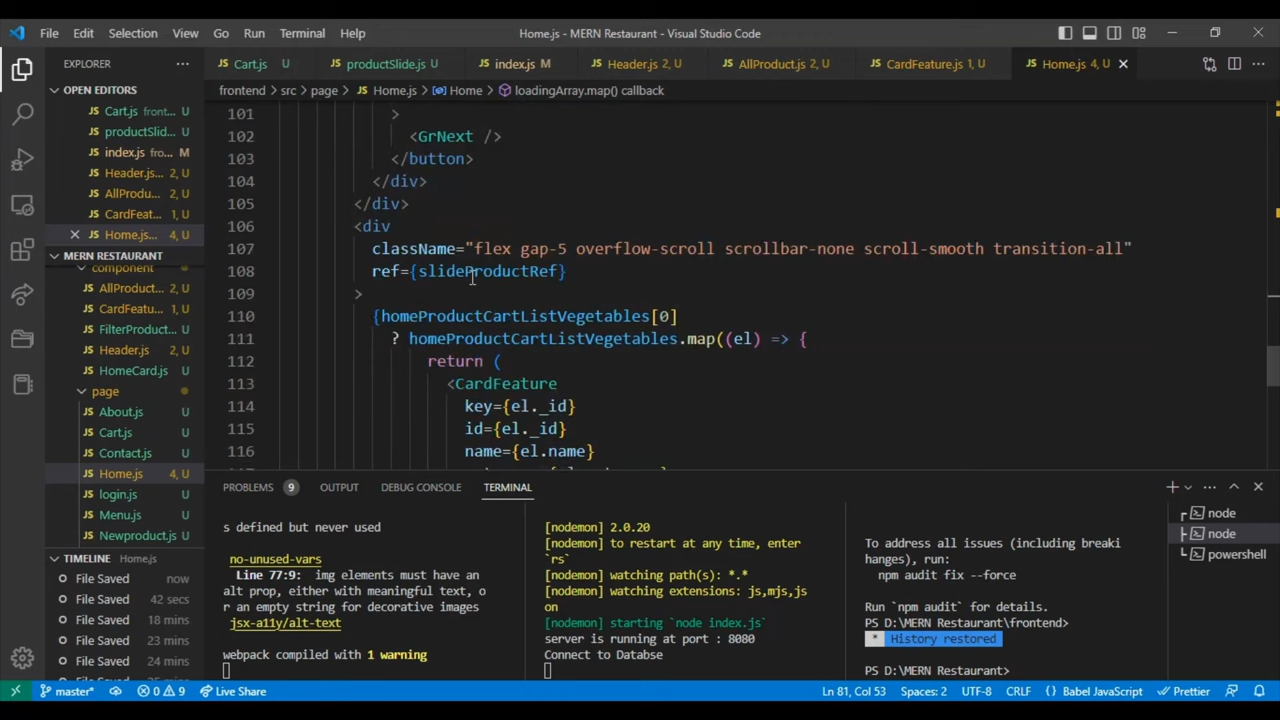 File Edit Selection View Go Run Terminal Help
Home.js - MERN Restaurant - Visual Studio Code
EXPLORER
JS Cart.js U
JS productSlide.js U
JS index.js M
JS Header.js 2, U
JS AllProduct.js 2, U
JS CardFeature.js 1, U
JS Home.js 4, U
OPEN EDITORS
JS Cart.js front... U
JS productSlid... U
JS index.js fro... M
JS Header.js... 2, U
JS AllProdu... 2, U
JS CardFeat... 1, U
JS Home.js... 4, U
MERN RESTAURANT
component
JS AllProduc... 2, U
JS CardFeatu... 1, U
JS FilterProduct... U
JS Header.js 2, U
JS HomeCard.js U
page
JS About.js U
JS Cart.js U
JS Contact.js U
JS Home.js 4, U
JS login.js U
JS Menu.js U
JS Newproduct.js U
TIMELINE Home.js
File Saved now
File Saved 42 secs
File Saved 18 mins
File Saved 23 mins
File Saved 24 mins
File Saved
frontend > src > page > JS Home.js > Home > loadingArray.map() callback
101 >
102 <GrNext />
103 </button>
104 </div>
105 </div>
106 <div
107 className="flex gap-5 overflow-scroll scrollbar-none scroll-smooth transition-all"
108 ref={slideProductRef}
109 >
110 {homeProductCartListVegetables[0]
111 ? homeProductCartListVegetables.map((el) => {
112 return (
113 <CardFeature
114 key={el._id}
115 id={el._id}
116 name={el.name}
PROBLEMS 9 OUTPUT DEBUG CONSOLE TERMINAL
s defined but never used
no-unused-vars
Line 77:9: img elements must have an
alt prop, either with meaningful text, o
r an empty string for decorative images
jsx-a11y/alt-text
webpack compiled with 1 warning
[nodemon] 2.0.20
[nodemon] to restart at any time, enter
`rs`
[nodemon] watching path(s): *.*
[nodemon] watching extensions: js,mjs,js
on
[nodemon] starting `node index.js`
server is running at port : 8080
Connect to Databse
To address all issues (including breaki
hanges), run:
npm audit fix --force
Run `npm audit` for details.
PS D:\MERN Restaurant\frontend>
* History restored
PS D:\MERN Restaurant>
node
node
powershell
master* 0 9 Live Share
Ln 81, Col 53 Spaces: 2 UTF-8 CRLF {} Babel JavaScript Prettier